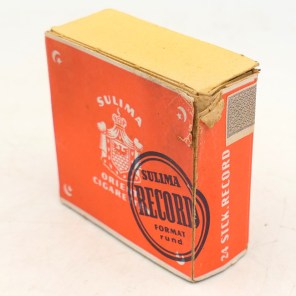 SULIMA
ORIE
CIGARE
SULIMA
RECORD
FORMAT
rund
24 STCK RECORD